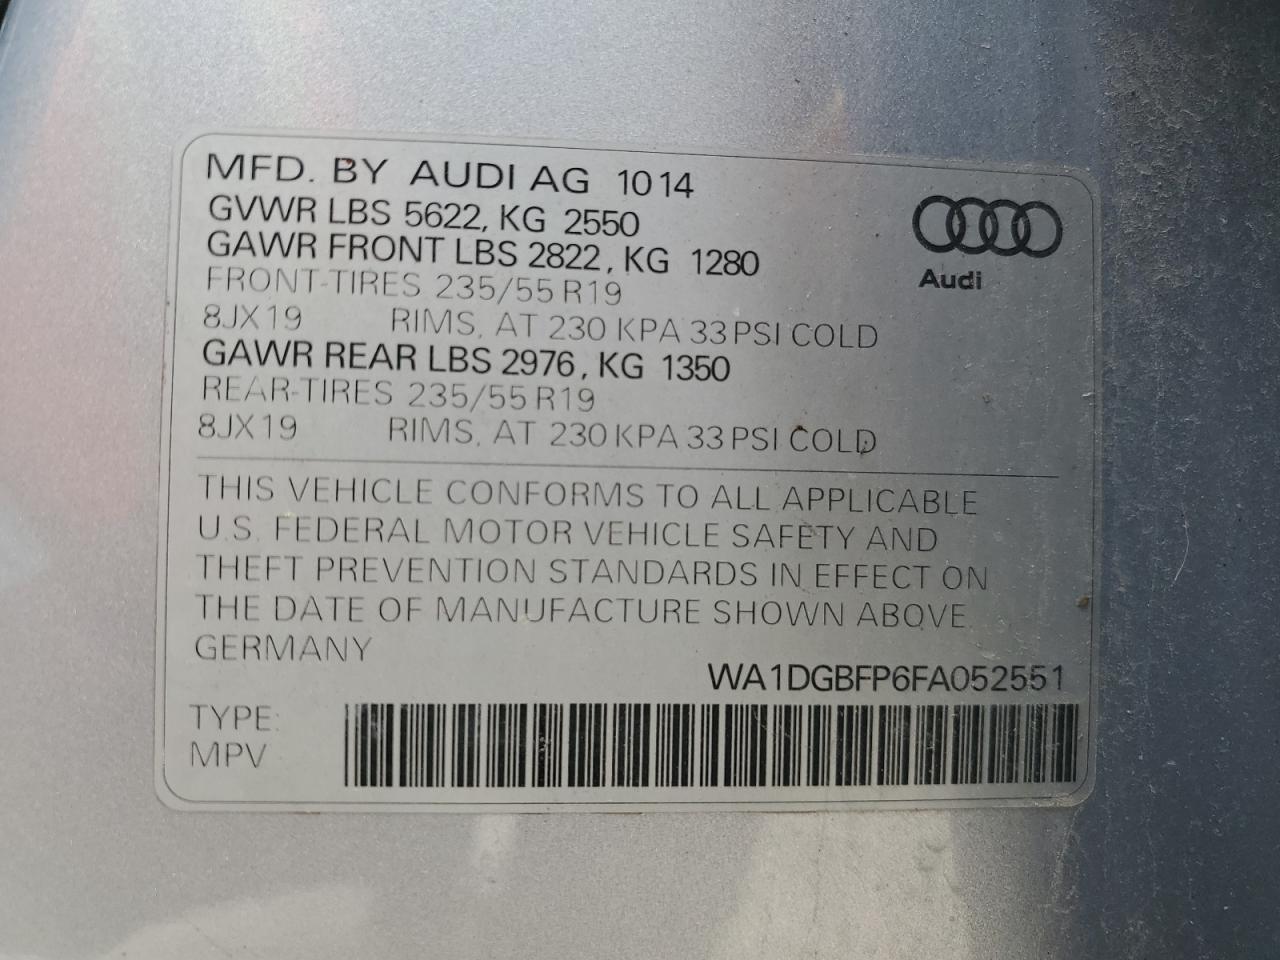 MFD. BY AUDI AG 1014
GVWR LBS 5622, KG 2550
GAWR FRONT LBS 2822, KG 1280
FRONT-TIRES 235/55 R19
8JX19 RIMS, AT 230 KPA 33 PSI COLD
GAWR REAR LBS 2976, KG 1350
REAR-TIRES 235/55 R19
8JX19 RIMS, AT 230 KPA 33 PSI COLD
Audi
THIS VEHICLE CONFORMS TO ALL APPLICABLE
U.S. FEDERAL MOTOR VEHICLE SAFETY AND
THEFT PREVENTION STANDARDS IN EFFECT ON
THE DATE OF MANUFACTURE SHOWN ABOVE.
GERMANY
WA1DGBFP6FA052551
TYPE:
MPV